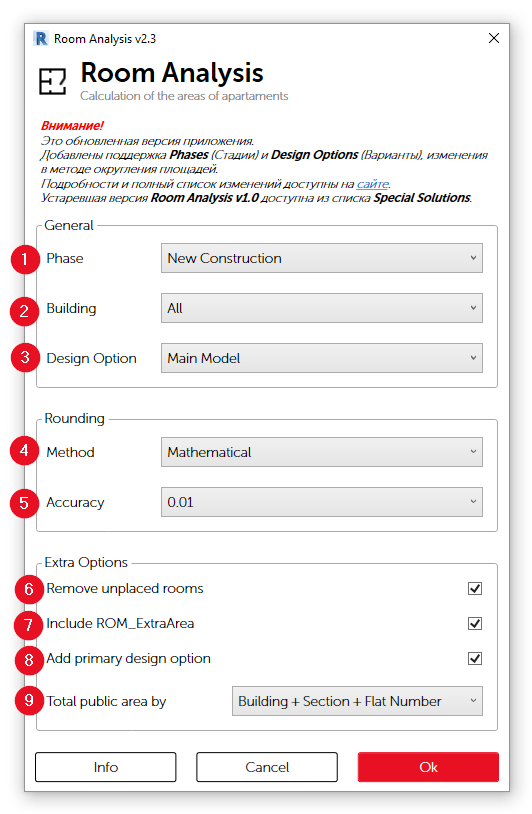 R Room Analysis v2.3
Room Analysis
Calculation of the areas of apartaments
Внимание!
Это обновленная версия приложения.
Добавлены поддержка Phases (Стадии) и Design Options (Варианты), изменения
в методе округления площадей.
Подробности и полный список изменений доступны на сайте.
Устаревшая версия Room Analysis v1.0 доступна из списка Special Solutions.
General
1 Phase New Construction
2 Building All
3 Design Option Main Model
Rounding
4 Method Mathematical
5 Accuracy 0.01
Extra Options
6 Remove unplaced rooms
7 Include ROM_ExtraArea
8 Add primary design option
9 Total public area by Building + Section + Flat Number
Info Cancel Ok